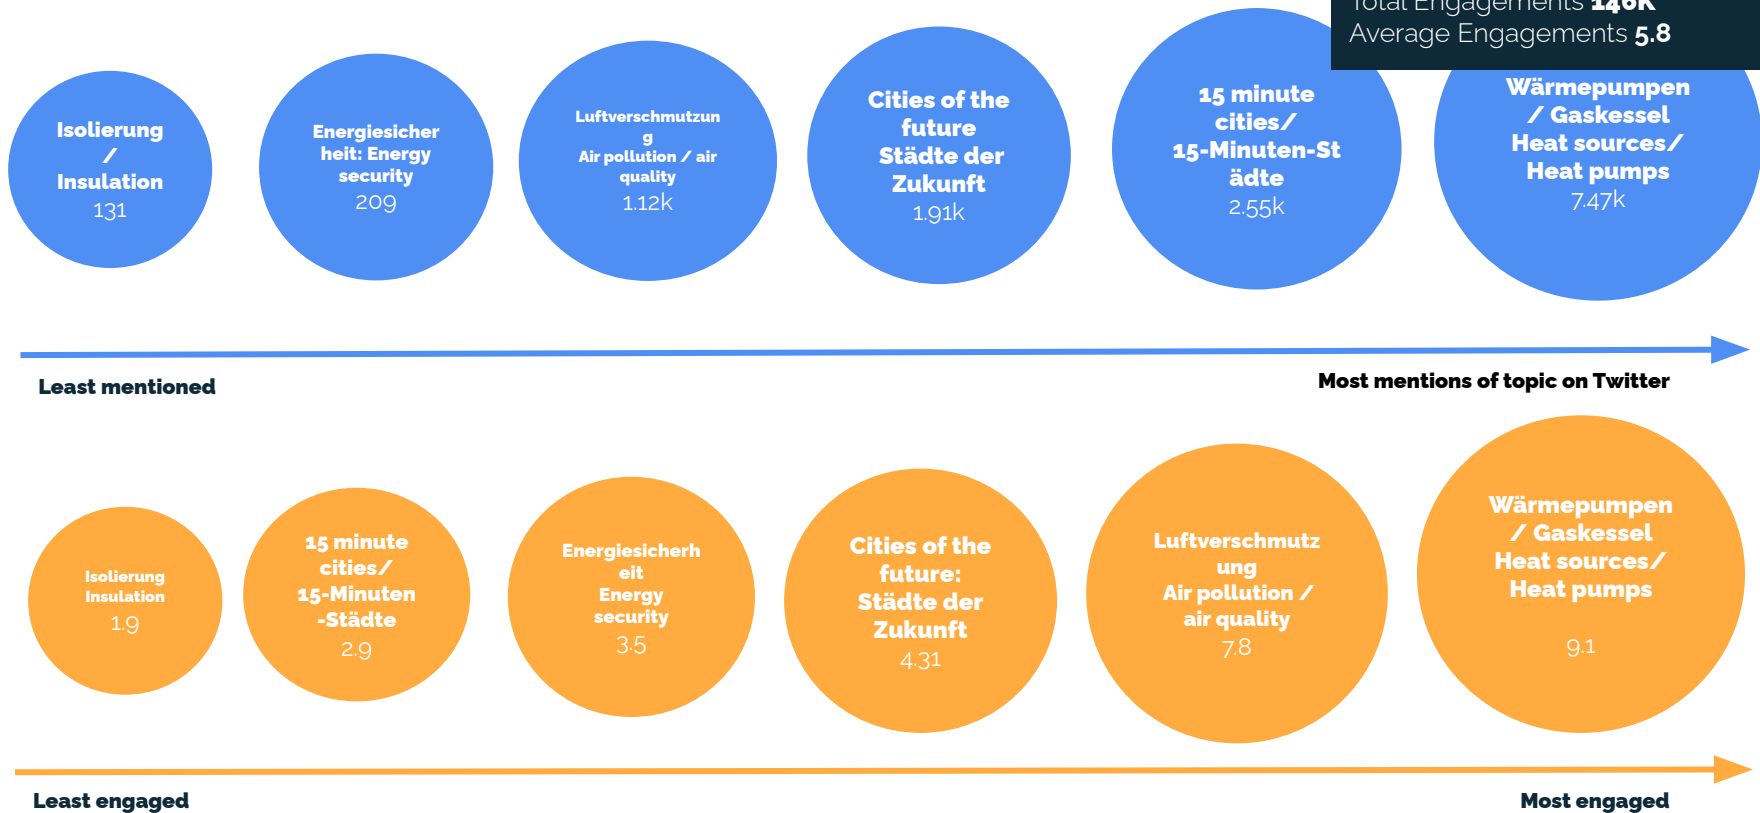 Total Engagements 146K
Average Engagements 5.8
Isolierung
/
Insulation
131
Energiesicher
heit: Energy
security
209
Luftverschmutzun
g
Air pollution / air
quality
1.12k
Cities of the
future
Städte der
Zukunft
1.91k
15 minute
cities/
15-Minuten-St
ädte
2.55k
Wärmepumpen
/ Gaskessel
Heat sources/
Heat pumps
7.47k
Least mentioned
Most mentions of topic on Twitter
Isolierung
Insulation
1.9
15 minute
cities/
15-Minuten
-Städte
2.9
Energiesicherh
eit
Energy
security
3.5
Cities of the
future:
Städte der
Zukunft
4.31
Luftverschmutz
ung
Air pollution /
air quality
7.8
Wärmepumpen
/ Gaskessel
Heat sources/
Heat pumps
9.1
Least engaged
Most engaged